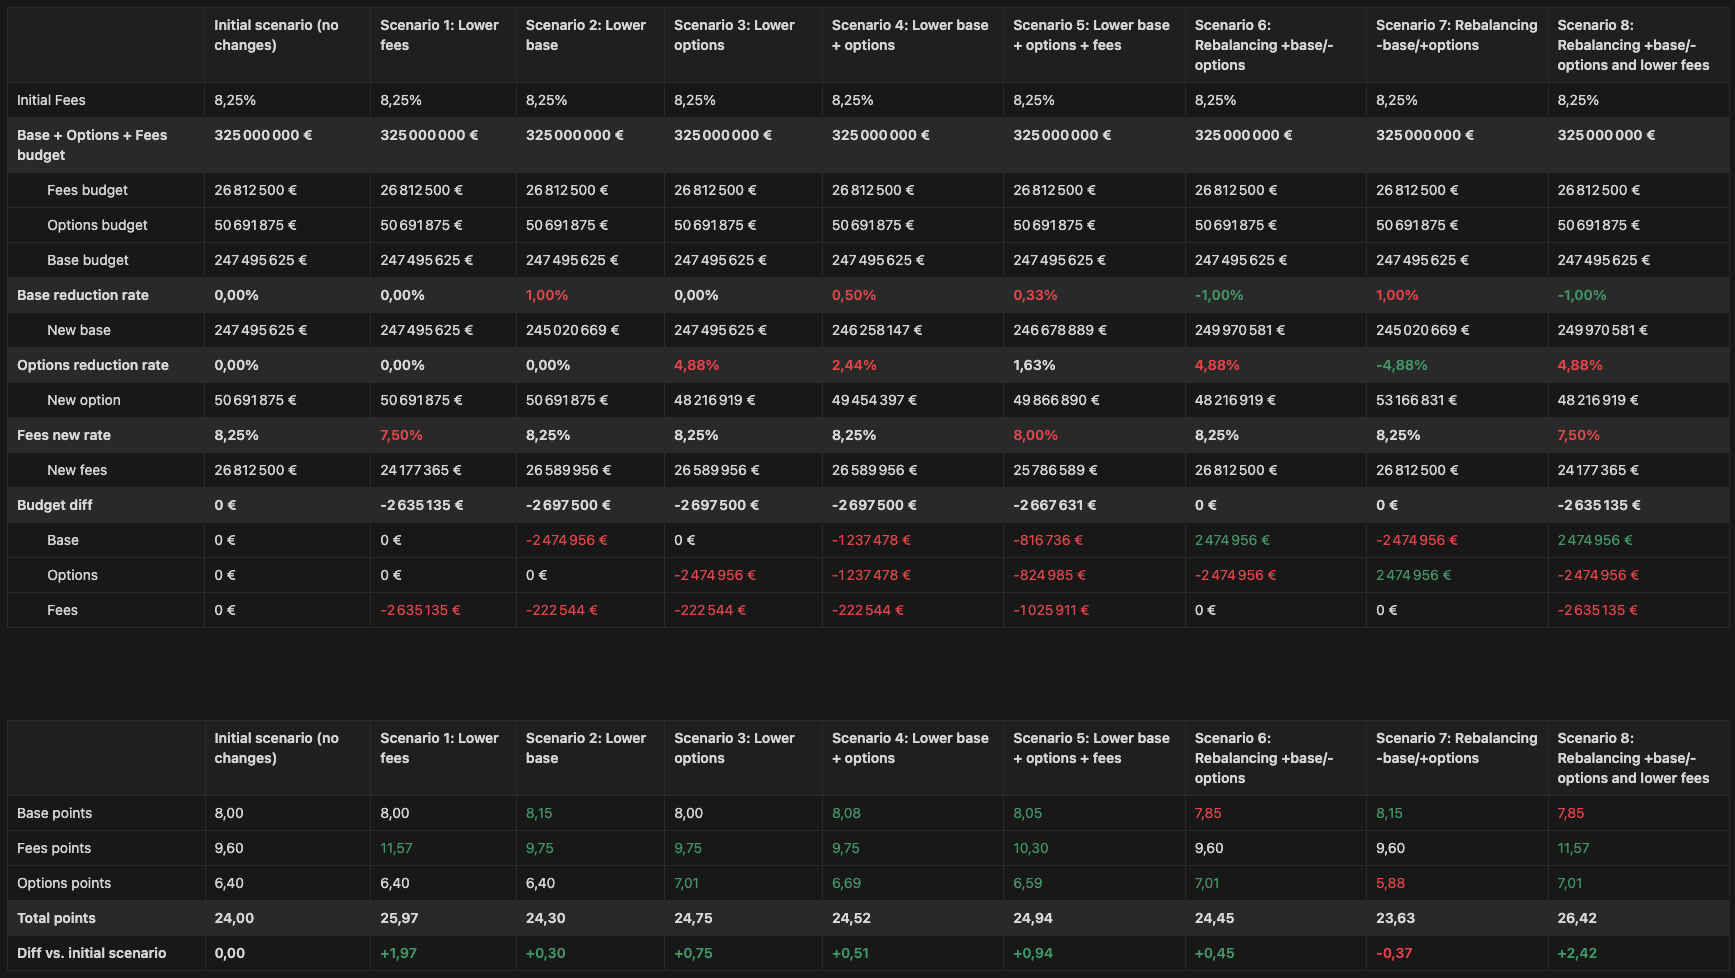 Initial scenario (no changes) Scenario 1: Lower fees Scenario 2: Lower base Scenario 3: Lower options Scenario 4: Lower base + options Scenario 5: Lower base + options + fees Scenario 6: Rebalancing +base/-options Scenario 7: Rebalancing -base/+options Scenario 8: Rebalancing +base/-options and lower fees
Initial Fees 8,25% 8,25% 8,25% 8,25% 8,25% 8,25% 8,25% 8,25% 8,25%
Base + Options + Fees budget 325 000 000 € 325 000 000 € 325 000 000 € 325 000 000 € 325 000 000 € 325 000 000 € 325 000 000 € 325 000 000 € 325 000 000 €
Fees budget 26 812 500 € 26 812 500 € 26 812 500 € 26 812 500 € 26 812 500 € 26 812 500 € 26 812 500 € 26 812 500 € 26 812 500 €
Options budget 50 691 875 € 50 691 875 € 50 691 875 € 50 691 875 € 50 691 875 € 50 691 875 € 50 691 875 € 50 691 875 € 50 691 875 €
Base budget 247 495 625 € 247 495 625 € 247 495 625 € 247 495 625 € 247 495 625 € 247 495 625 € 247 495 625 € 247 495 625 € 247 495 625 €
Base reduction rate 0,00% 0,00% 1,00% 0,00% 0,50% 0,33% -1,00% 1,00% -1,00%
New base 247 495 625 € 247 495 625 € 245 020 669 € 247 495 625 € 246 258 147 € 246 678 889 € 249 970 581 € 245 020 669 € 249 970 581 €
Options reduction rate 0,00% 0,00% 0,00% 4,88% 2,44% 1,63% 4,88% -4,88% 4,88%
New option 50 691 875 € 50 691 875 € 50 691 875 € 48 216 919 € 49 454 397 € 49 866 890 € 48 216 919 € 53 166 831 € 48 216 919 €
Fees new rate 8,25% 7,50% 8,25% 8,25% 8,25% 8,00% 8,25% 8,25% 7,50%
New fees 26 812 500 € 24 177 365 € 26 589 956 € 26 589 956 € 26 589 956 € 25 786 589 € 26 812 500 € 26 812 500 € 24 177 365 €
Budget diff 0 € -2 635 135 € -2 697 500 € -2 697 500 € -2 697 500 € -2 667 631 € 0 € 0 € -2 635 135 €
Base 0 € 0 € -2 474 956 € 0 € -1 237 478 € -816 736 € 2 474 956 € -2 474 956 € 2 474 956 €
Options 0 € 0 € 0 € -2 474 956 € -1 237 478 € -824 985 € -2 474 956 € 2 474 956 € -2 474 956 €
Fees 0 € -2 635 135 € -222 544 € -222 544 € -222 544 € -1 025 911 € 0 € 0 € -2 635 135 €
Initial scenario (no changes) Scenario 1: Lower fees Scenario 2: Lower base Scenario 3: Lower options Scenario 4: Lower base + options Scenario 5: Lower base + options + fees Scenario 6: Rebalancing +base/-options Scenario 7: Rebalancing -base/+options Scenario 8: Rebalancing +base/-options and lower fees
Base points 8,00 8,00 8,15 8,00 8,08 8,05 7,85 8,15 7,85
Fees points 9,60 11,57 9,75 9,75 9,75 10,30 9,60 9,60 11,57
Options points 6,40 6,40 6,40 7,01 6,69 6,59 7,01 5,88 7,01
Total points 24,00 25,97 24,30 24,75 24,52 24,94 24,45 23,63 26,42
Diff vs. initial scenario 0,00 +1,97 +0,30 +0,75 +0,51 +0,94 +0,45 -0,37 +2,42